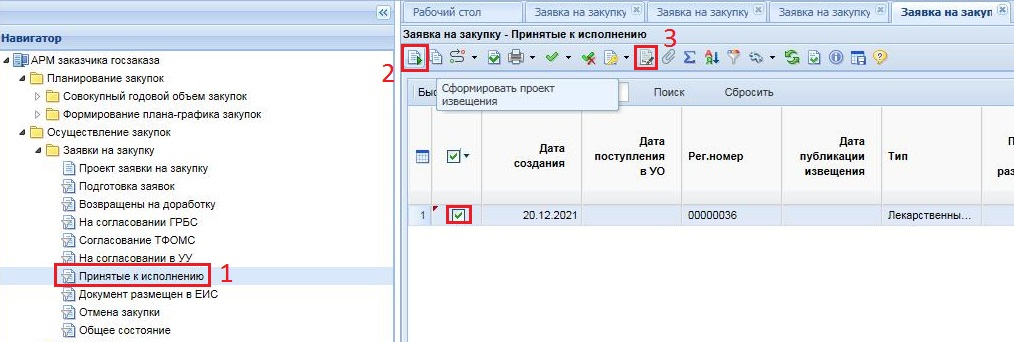 Рабочий стол
Заявка на закупку
Заявка на закупку
Заявка на закупку
Заявка на закуп
Навигатор
АРМ заказчика госзаказа
Планирование закупок
Совокупный годовой объем закупок
Формирование плана-графика закупок
Осуществление закупок
Заявки на закупку
Проект заявки на закупку
Подготовка заявок
Возвращены на доработку
На согласовании ГРБС
Согласование ТФОМС
На согласовании в УУ
Принятые к исполнению 1
Документ размещен в ЕИС
Отмена закупки
Общее состояние
Заявка на закупку - Принятые к исполнению
3
2
Сформировать проект
извещения
Быс
Поиск
Сбросить
Дата
создания
Дата
поступления
в УО
Рег.номер
Дата
публикации
извещения
Тип
П
раз
1 20.12.2021 00000036 Лекарственны...